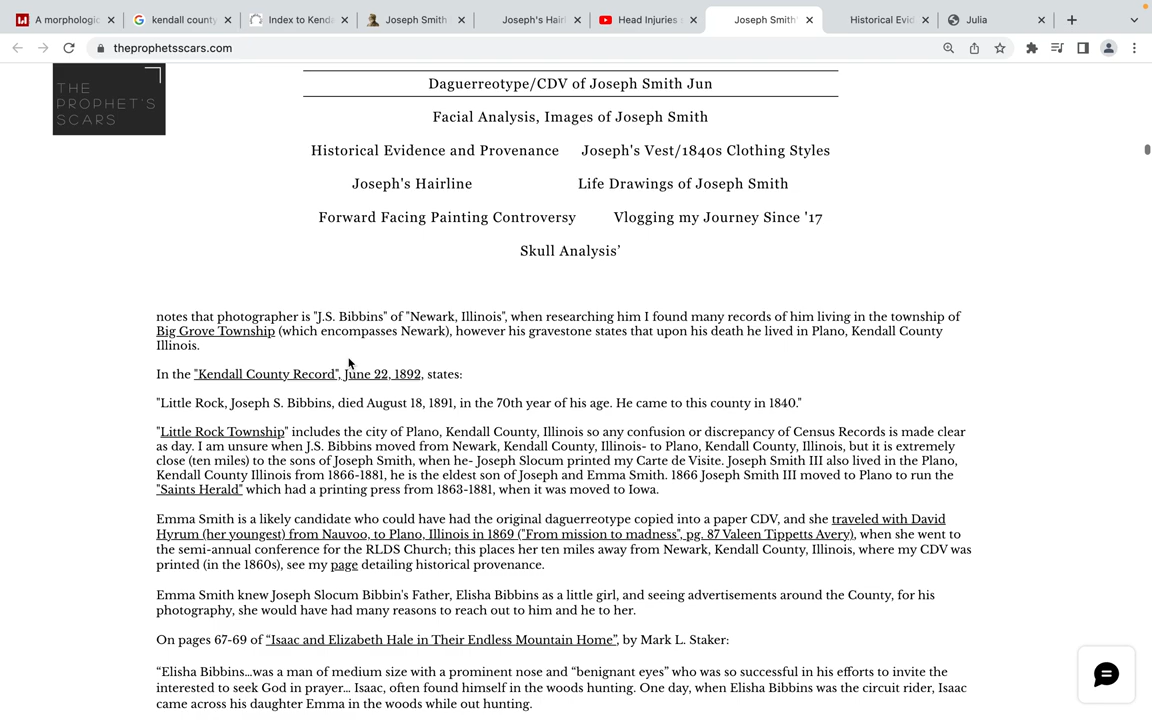 A morphologic
kendall county
Index to Kenda
Joseph Smith
Joseph's Hairl
Head Injuries
Joseph Smith'
Historical Evid
Julia
theprophetsscars.com
THE
PROPHET'S
SCARS
Daguerreotype/CDV of Joseph Smith Jun
Facial Analysis, Images of Joseph Smith
Historical Evidence and Provenance Joseph's Vest/1840s Clothing Styles
Joseph's Hairline Life Drawings of Joseph Smith
Forward Facing Painting Controversy Vlogging my Journey Since '17
Skull Analysis'
notes that photographer is "J.S. Bibbins" of "Newark, Illinois", when researching him I found many records of him living in the township of
Big Grove Township (which encompasses Newark), however his gravestone states that upon his death he lived in Plano, Kendall County
Illinois.
In the "Kendall County Record", June 22, 1892, states:
"Little Rock, Joseph S. Bibbins, died August 18, 1891, in the 70th year of his age. He came to this county in 1840."
"Little Rock Township" includes the city of Plano, Kendall County, Illinois so any confusion or discrepancy of Census Records is made clear
as day. I am unsure when J.S. Bibbins moved from Newark, Kendall County, Illinois- to Plano, Kendall County, Illinois, but it is extremely
close (ten miles) to the sons of Joseph Smith, when he- Joseph Slocum printed my Carte de Visite. Joseph Smith III also lived in the Plano,
Kendall County Illinois from 1866-1881, he is the eldest son of Joseph and Emma Smith. 1866 Joseph Smith III moved to Plano to run the
"Saints Herald" which had a printing press from 1863-1881, when it was moved to Iowa.
Emma Smith is a likely candidate who could have had the original daguerreotype copied into a paper CDV, and she traveled with David
Hyrum (her youngest) from Nauvoo, to Plano, Illinois in 1869 ("From mission to madness", pg. 87 Valeen Tippetts Avery), when she went to
the semi-annual conference for the RLDS Church; this places her ten miles away from Newark, Kendall County, Illinois, where my CDV was
printed (in the 1860s), see my page detailing historical provenance.
Emma Smith knew Joseph Slocum Bibbin's Father, Elisha Bibbins as a little girl, and seeing advertisements around the County, for his
photography, she would have had many reasons to reach out to him and he to her.
On pages 67-69 of "Isaac and Elizabeth Hale in Their Endless Mountain Home", by Mark L. Staker:
"Elisha Bibbins...was a man of medium size with a prominent nose and "benignant eyes" who was so successful in his efforts to invite the
interested to seek God in prayer... Isaac, often found himself in the woods hunting. One day, when Elisha Bibbins was the circuit rider, Isaac
came across his daughter Emma in the woods while out hunting.